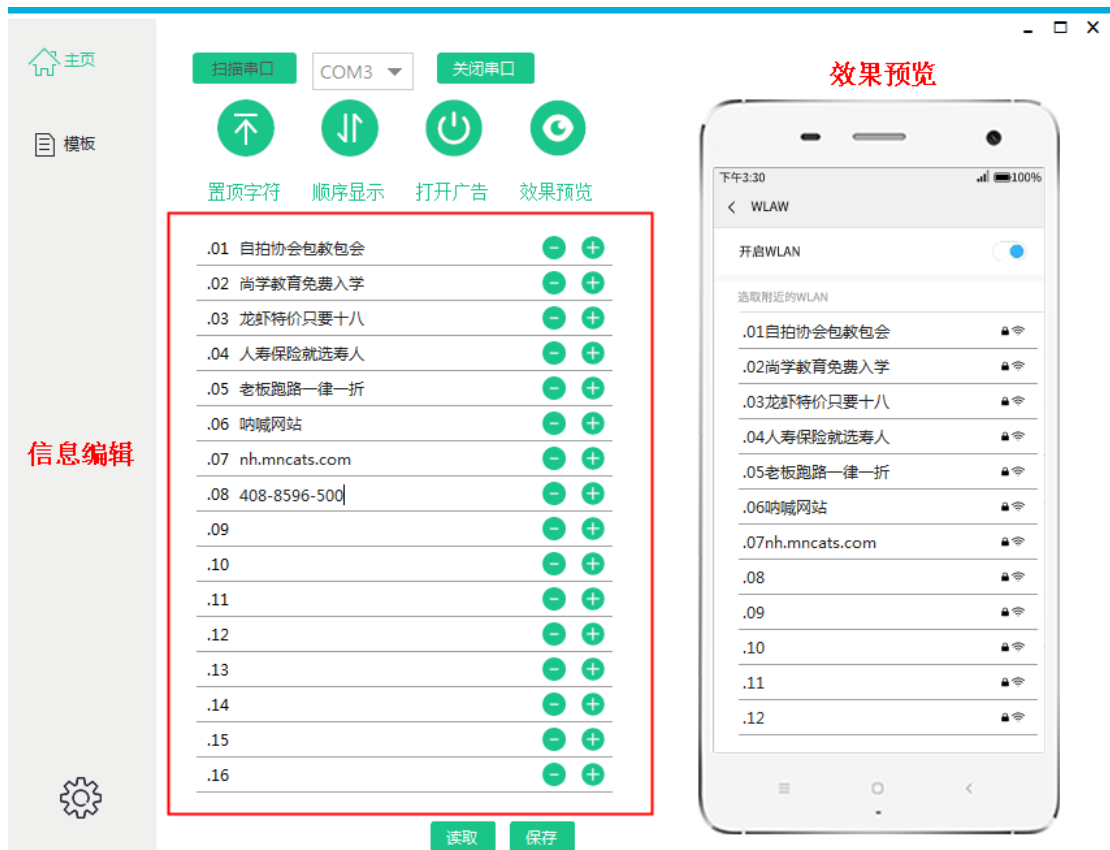 主页
模板
信息编辑
扫描串口
COM3
关闭串口
置顶字符
顺序显示
打开广告
效果预览
.01 自拍协会包教包会
.02 尚学教育免费入学
.03 龙虾特价只要十八
.04 人寿保险就选寿人
.05 老板跑路一律一折
.06 呐喊网站
.07 nh.mncats.com
.08 408-8596-500
.09
.10
.11
.12
.13
.14
.15
.16
读取
保存
效果预览
下午3:30 100%
WLAW
开启WLAN
选取附近的WLAN
.01自拍协会包教包会
.02尚学教育免费入学
.03龙虾特价只要十八
.04人寿保险就选寿人
.05老板跑路一律一折
.06呐喊网站
.07nh.mncats.com
.08
.09
.10
.11
.12